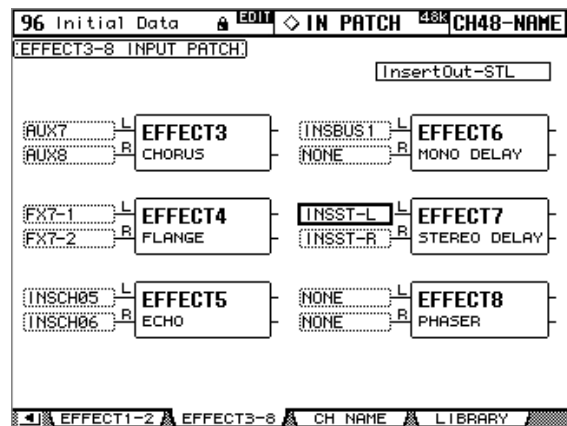 96 Initial Data EDIT IN PATCH 48K CH48-NAME
EFFECT3-8 INPUT PATCH
InsertOut-STL
AUX7 L EFFECT3
AUX8 R CHORUS
INSBUS1 L EFFECT6
NONE R MONO DELAY
FX7-1 L EFFECT4
FX7-2 R FLANGE
INSST-L L EFFECT7
INSST-R R STEREO DELAY
INSCH05 L EFFECT5
INSCH06 R ECHO
NONE L EFFECT8
NONE R PHASER
EFFECT1-2 EFFECT3-8 CH NAME LIBRARY